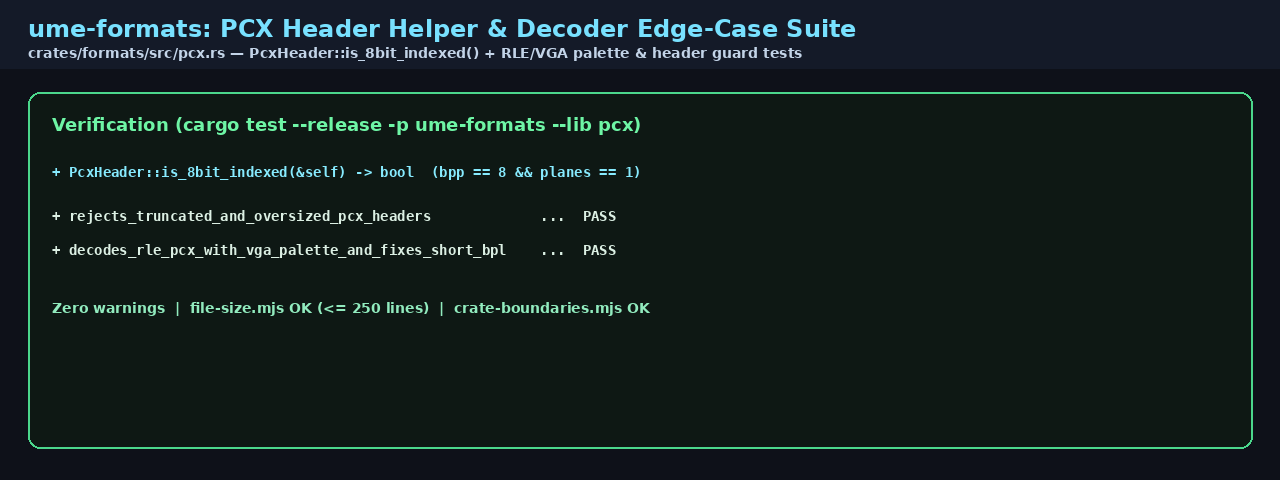 ume-formats: PCX Header Helper & Decoder Edge-Case Suite
crates/formats/src/pcx.rs — PcxHeader::is_8bit_indexed() + RLE/VGA palette & header guard tests
Verification (cargo test --release -p ume-formats --lib pcx)
+ PcxHeader::is_8bit_indexed(&self) -> bool  (bpp == 8 && planes == 1)
+ rejects_truncated_and_oversized_pcx_headers             ...  PASS
+ decodes_rle_pcx_with_vga_palette_and_fixes_short_bpl    ...  PASS
Zero warnings  |  file-size.mjs OK (<= 250 lines)  |  crate-boundaries.mjs OK